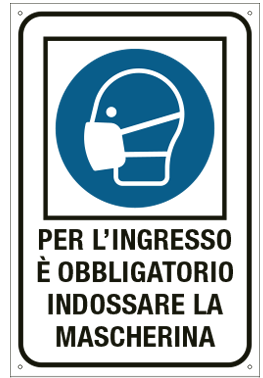 PER L'INGRESSO
È OBBLIGATORIO
INDOSSARE LA
MASCHERINA